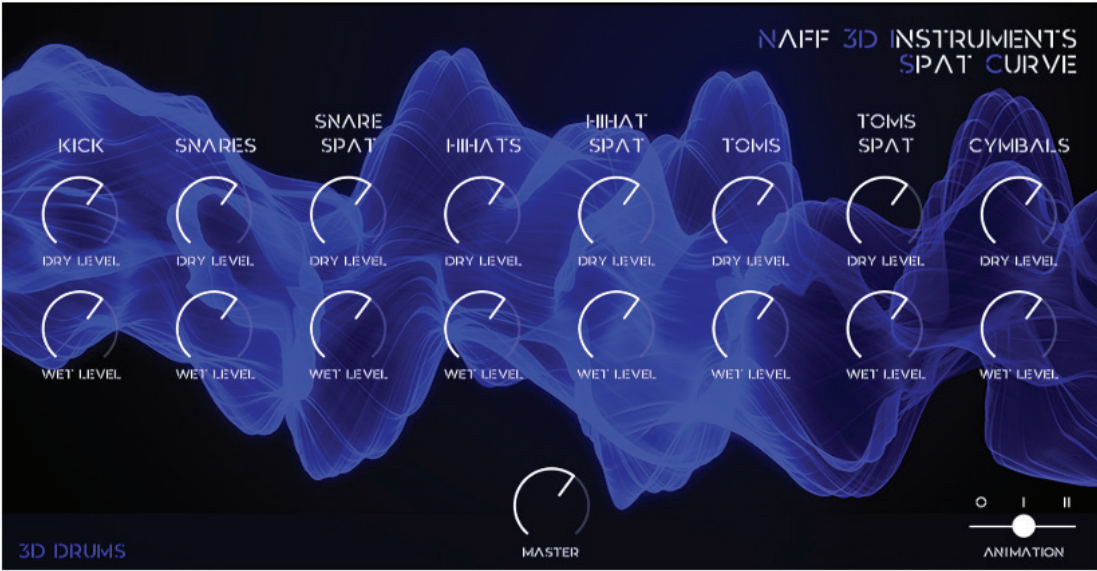 NAFF 3D INSTRUMENTS
SPAT CURVE
KICK
SNARES
SNARE
SPAT
HIHATS
HIHAT
SPAT
TOMS
TOMS
SPAT
CYMBALS
DRY LEVEL DRY LEVEL DRY LEVEL DRY LEVEL DRY LEVEL DRY LEVEL DRY LEVEL DRY LEVEL
WET LEVEL WET LEVEL WET LEVEL WET LEVEL WET LEVEL WET LEVEL WET LEVEL WET LEVEL
O I II
3D DRUMS
MASTER
ANIMATION